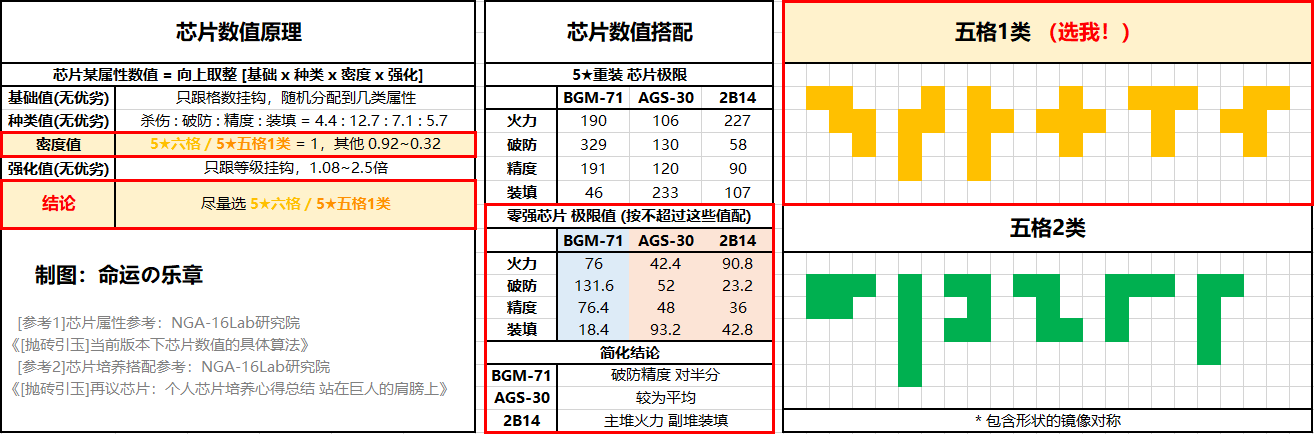 芯片数值原理
芯片某属性数值 = 向上取整 [基础 x 种类 x 密度 x 强化]
基础值(无优劣) 只跟格数挂钩，随机分配到几类属性
种类值(无优劣) 杀伤 : 破防 : 精度 : 装填 = 4.4 : 12.7 : 7.1 : 5.7
密度值 5★六格 / 5★五格1类 = 1，其他 0.92~0.32
强化值(无优劣) 只跟等级挂钩，1.08~2.5倍
结论 尽量选 5★六格 / 5★五格1类
制图：命运の乐章
[参考1]芯片属性参考：NGA-16Lab研究院
《[抛砖引玉]当前版本下芯片数值的具体算法》
[参考2]芯片培养搭配参考：NGA-16Lab研究院
《[抛砖引玉]再议芯片：个人芯片培养心得总结 站在巨人的肩膀上》
芯片数值搭配
5★重装 芯片极限
BGM-71 AGS-30 2B14
火力 190 106 227
破防 329 130 58
精度 191 120 90
装填 46 233 107
零强芯片 极限值 (按不超过这些值配)
BGM-71 AGS-30 2B14
火力 76 42.4 90.8
破防 131.6 52 23.2
精度 76.4 48 36
装填 18.4 93.2 42.8
简化结论
BGM-71 破防精度 对半分
AGS-30 较为平均
2B14 主堆火力 副堆装填
五格1类 （选我！）
五格2类
* 包含形状的镜像对称